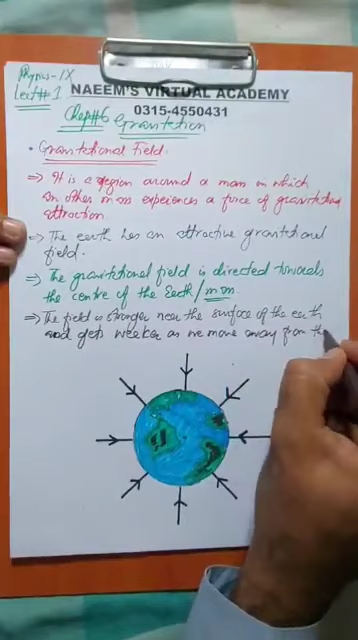 Physics-IX
Lect#1
NAEEM'S VIRTUAL ACADEMY
0315-4550431
Chap#6
Gravitation
• Gravitational Field.
⇒ It is a region around a mass in which
an other mass experiences a force of gravitational
attraction
⇒ The earth has an attractive gravitational
field.
⇒ The gravitational field is directed towards
the centre of the Earth/
⇒ The field is stronger near the surface of the earth
and gets weeker as we move away from the